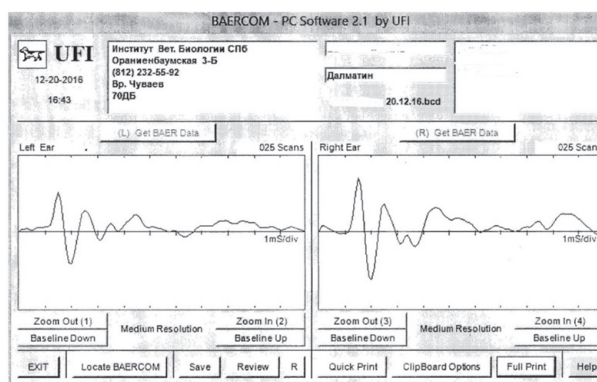 BAERCOM - PC Software 2.1 by UFI
UFI
12-20-2016
16:43
Институт Вет. Биологии СПб
Ораниенбаумская 3-Б
(812) 232-55-92
Вр. Чуваев
70ДБ
Далматин
20.12.16.bcd
(L) Get BAER Data
(R) Get BAER Data
Left Ear
025 Scans
Right Ear
025 Scans
1mS/div
1mS/div
Zoom Out (1)
Baseline Down
Medium Resolution
Zoom In (2)
Baseline Up
Zoom Out (3)
Baseline Down
Medium Resolution
Zoom In (4)
Baseline Up
EXIT
Locate BAERCOM
Save
Review
R
Quick Print
ClipBoard Options
Full Print
Help